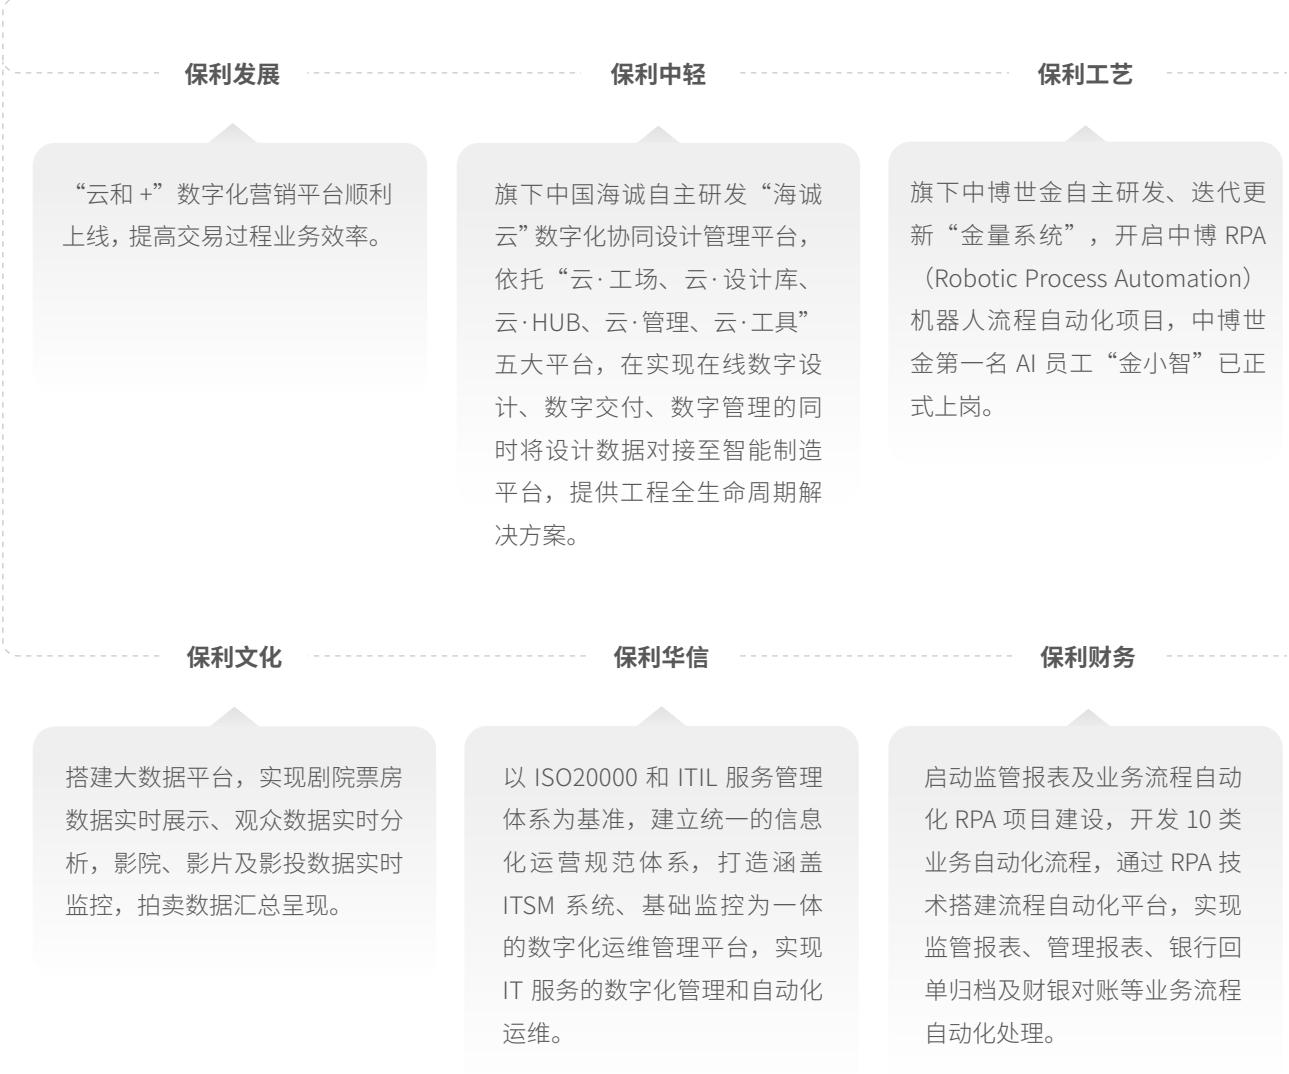 保利发展
“云和 +”数字化营销平台顺利
上线，提高交易过程业务效率。
保利中轻
旗下中国海诚自主研发“海诚
云”数字化协同设计管理平台，
依托“云·工场、云·设计库、
云·HUB、云·管理、云·工具”
五大平台，在实现在线数字设
计、数字交付、数字管理的同
时将设计数据对接至智能制造
平台，提供工程全生命周期解
决方案。
保利工艺
旗下中博世金自主研发、迭代更
新“金量系统”，开启中博 RPA
（Robotic Process Automation）
机器人流程自动化项目，中博世
金第一名 AI 员工“金小智”已正
式上岗。
保利文化
搭建大数据平台，实现剧院票房
数据实时展示、观众数据实时分
析，影院、影片及影投数据实时
监控，拍卖数据汇总呈现。
保利华信
以 ISO20000 和 ITIL 服务管理
体系为基准，建立统一的信息
化运营规范体系，打造涵盖
ITSM 系统、基础监控为一体
的数字化运维管理平台，实现
IT 服务的数字化管理和自动化
运维。
保利财务
启动监管报表及业务流程自动
化 RPA 项目建设，开发 10 类
业务自动化流程，通过 RPA 技
术搭建流程自动化平台，实现
监管报表、管理报表、银行回
单归档及财银对账等业务流程
自动化处理。